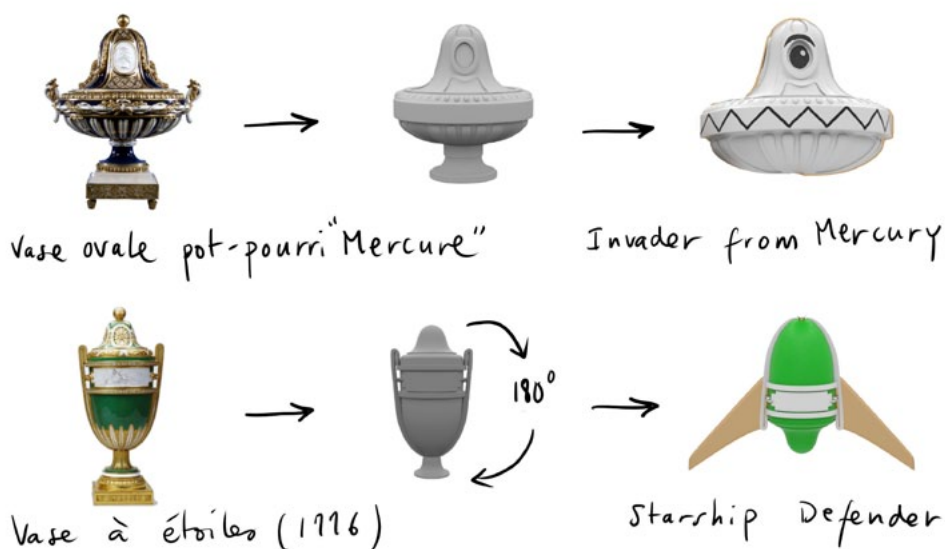 Vase ovale pot-pourri "Mercure"
Invader from Mercury
180°
Vase à étoiles (1776)
Starship Defender